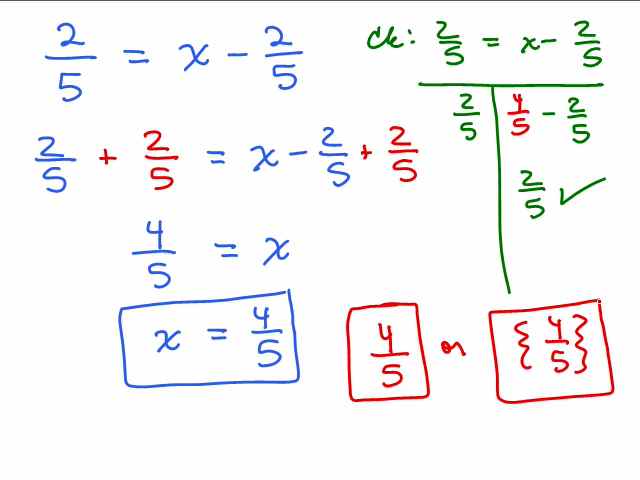 2/5 = x - 2/5
2/5 + 2/5 = x - 2/5 + 2/5
4/5 = x
x = 4/5
4/5 or {4/5}
ck: 2/5 = x - 2/5
2/5 | 4/5 - 2/5
2/5 ✓